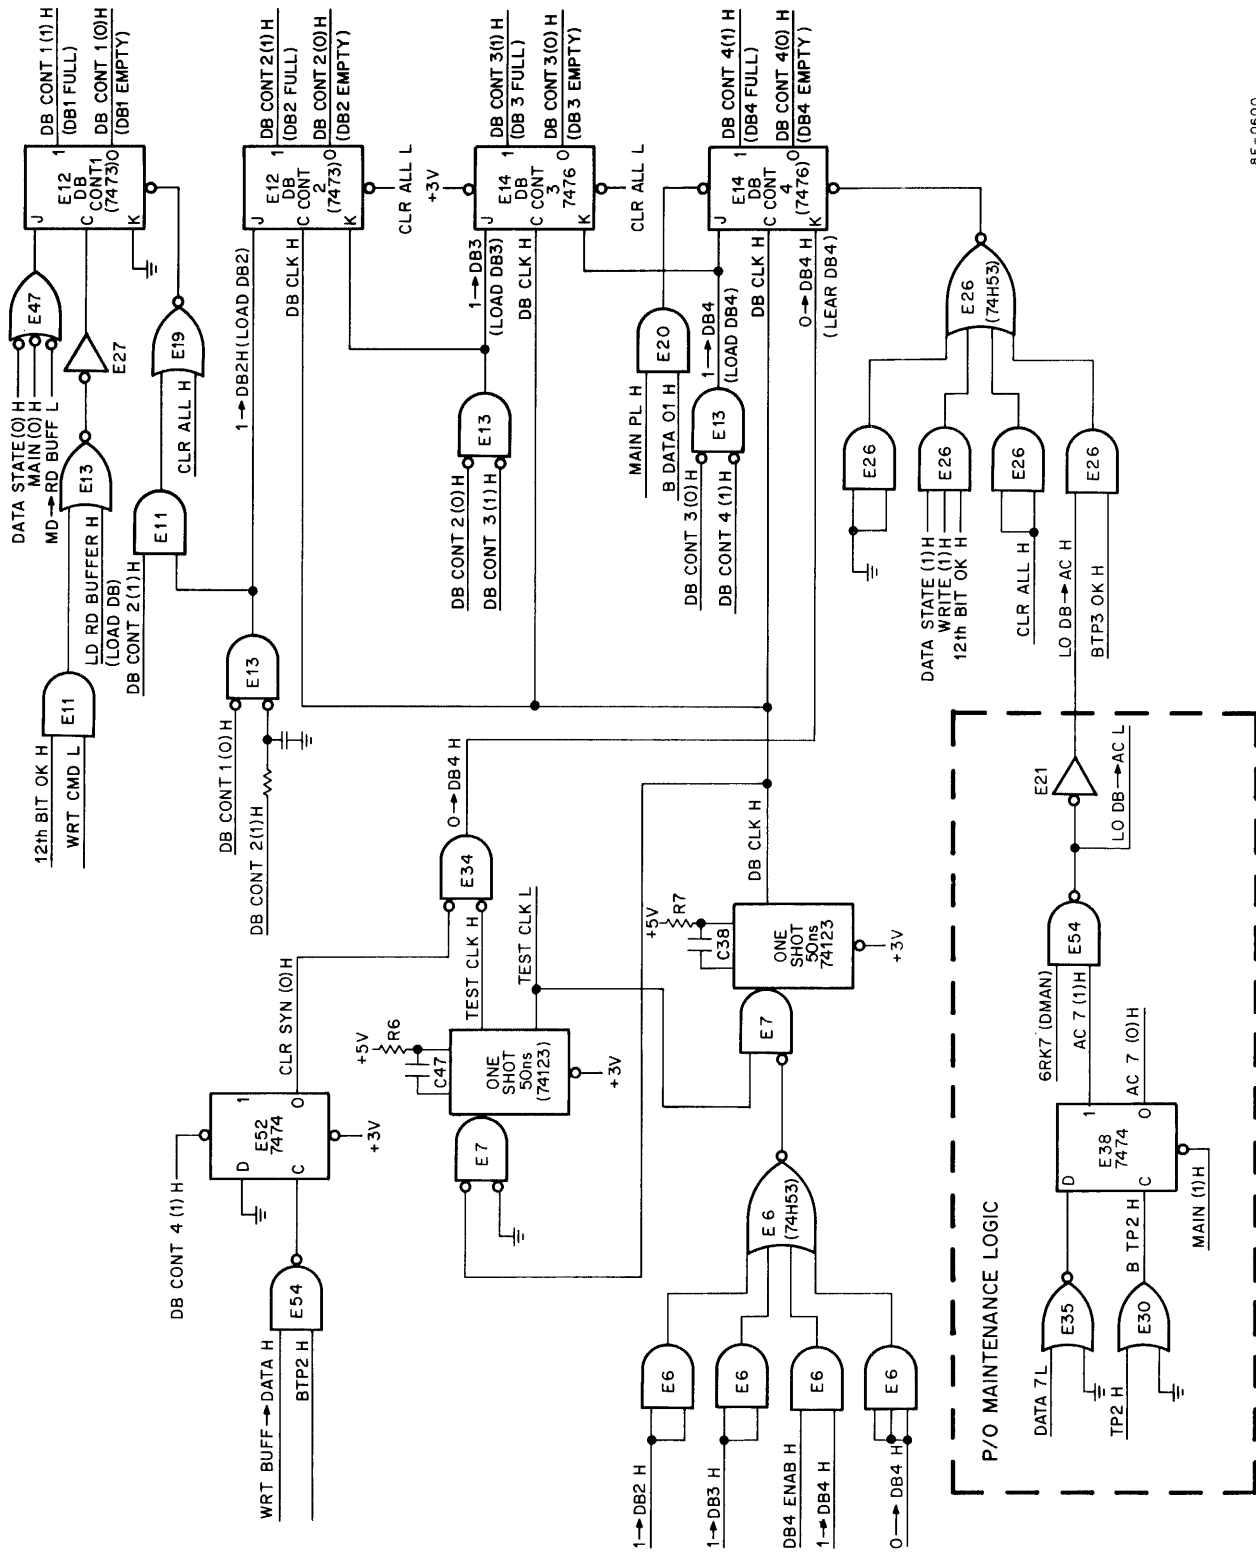 DATA STATE (0) H
MAIN (0) H
MD→RD BUFF L
E47
J
E12
DB
CONT1
(7473)
C
K
1
0
DB CONT 1 (1) H
(DB1 FULL)
DB CONT 1(0)H
(DB1 EMPTY)
12th BIT OK H
WRT CMD L
E11
LD RD BUFFER H
(LOAD DB)
E13
E27
DB CONT 2 (1) H
E11
CLR ALL H
E19
DB CONT 1 (0) H
DB CONT 2(1) H
E13
1→DB2H (LOAD DB2)
DB CLK H
J
E12
DB
CONT
2
(7473)
C
K
1
0
DB CONT 2(1) H
(DB2 FULL)
DB CONT 2(0) H
(DB2 EMPTY)
CLR ALL L
DB CONT 2(0) H
DB CONT 3(1) H
E13
1→DB3
(LOAD DB3)
DB CLK H
+3V
J
E14
DB
CONT
3
7476
C
K
1
0
DB CONT 3(1) H
(DB 3 FULL)
DB CONT 3(0) H
(DB 3 EMPTY)
CLR ALL L
MAIN PL H
B DATA 01 H
E20
DB CONT 3 (0) H
DB CONT 4 (1) H
E13
1→DB4
(LOAD DB4)
DB CLK H
0→DB4 H
(LEAR DB4)
J
E14
DB
CONT
4
(7476)
C
K
1
0
DB CONT 4(1) H
(DB4 FULL)
DB CONT 4(0) H
(DB4 EMPTY)
DB CONT 4 (1) H
WRT BUFF→DATA H
BTP2 H
E54
D
E52
7474
C
1
0
+3V
CLR SYN (0) H
E34
0→DB4 H
+5V
R6
C47
E7
ONE
SHOT
50ns
(74123)
TEST CLK H
TEST CLK L
+3V
+5V
R7
C38
E7
ONE
SHOT
50ns
74123
DB CLK H
+3V
1→DB2 H
E6
1→DB3 H
E6
DB4 ENAB H
1→DB4 H
E6
0→DB4 H
E6
E6
(74H53)
E26
DATA STATE (1) H
WRITE (1) H
12th BIT OK H
E26
CLR ALL H
E26
LO DB→AC H
BTP3 OK H
E26
E26
(74H53)
P/O MAINTENANCE LOGIC
DATA 7L
E35
TP2 H
E30
B TP2 H
D
E38
7474
C
1
0
MAIN (1) H
6RK7 (DMAN)
AC 7 (1) H
AC 7 (0) H
E54
E21
LO DB→AC L
8E-0600